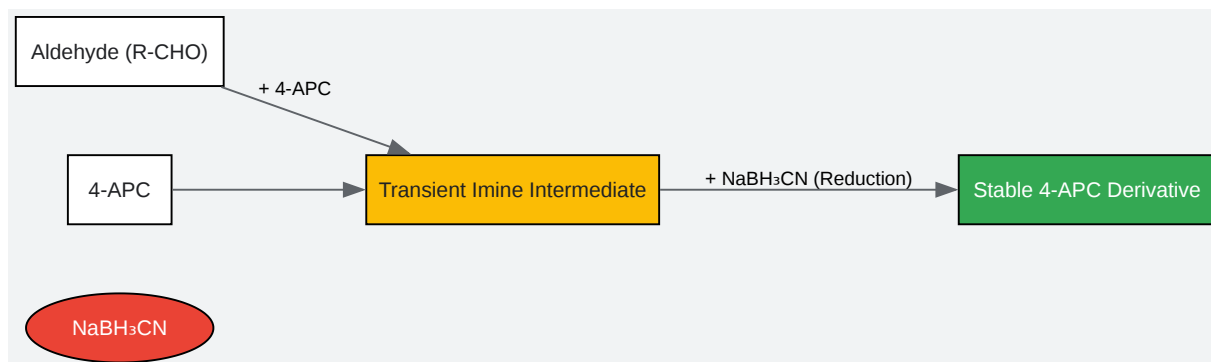 Aldehyde (R-CHO)
+ 4-APC
4-APC
Transient Imine Intermediate
+ NaBH₃CN (Reduction)
Stable 4-APC Derivative
NaBH₃CN